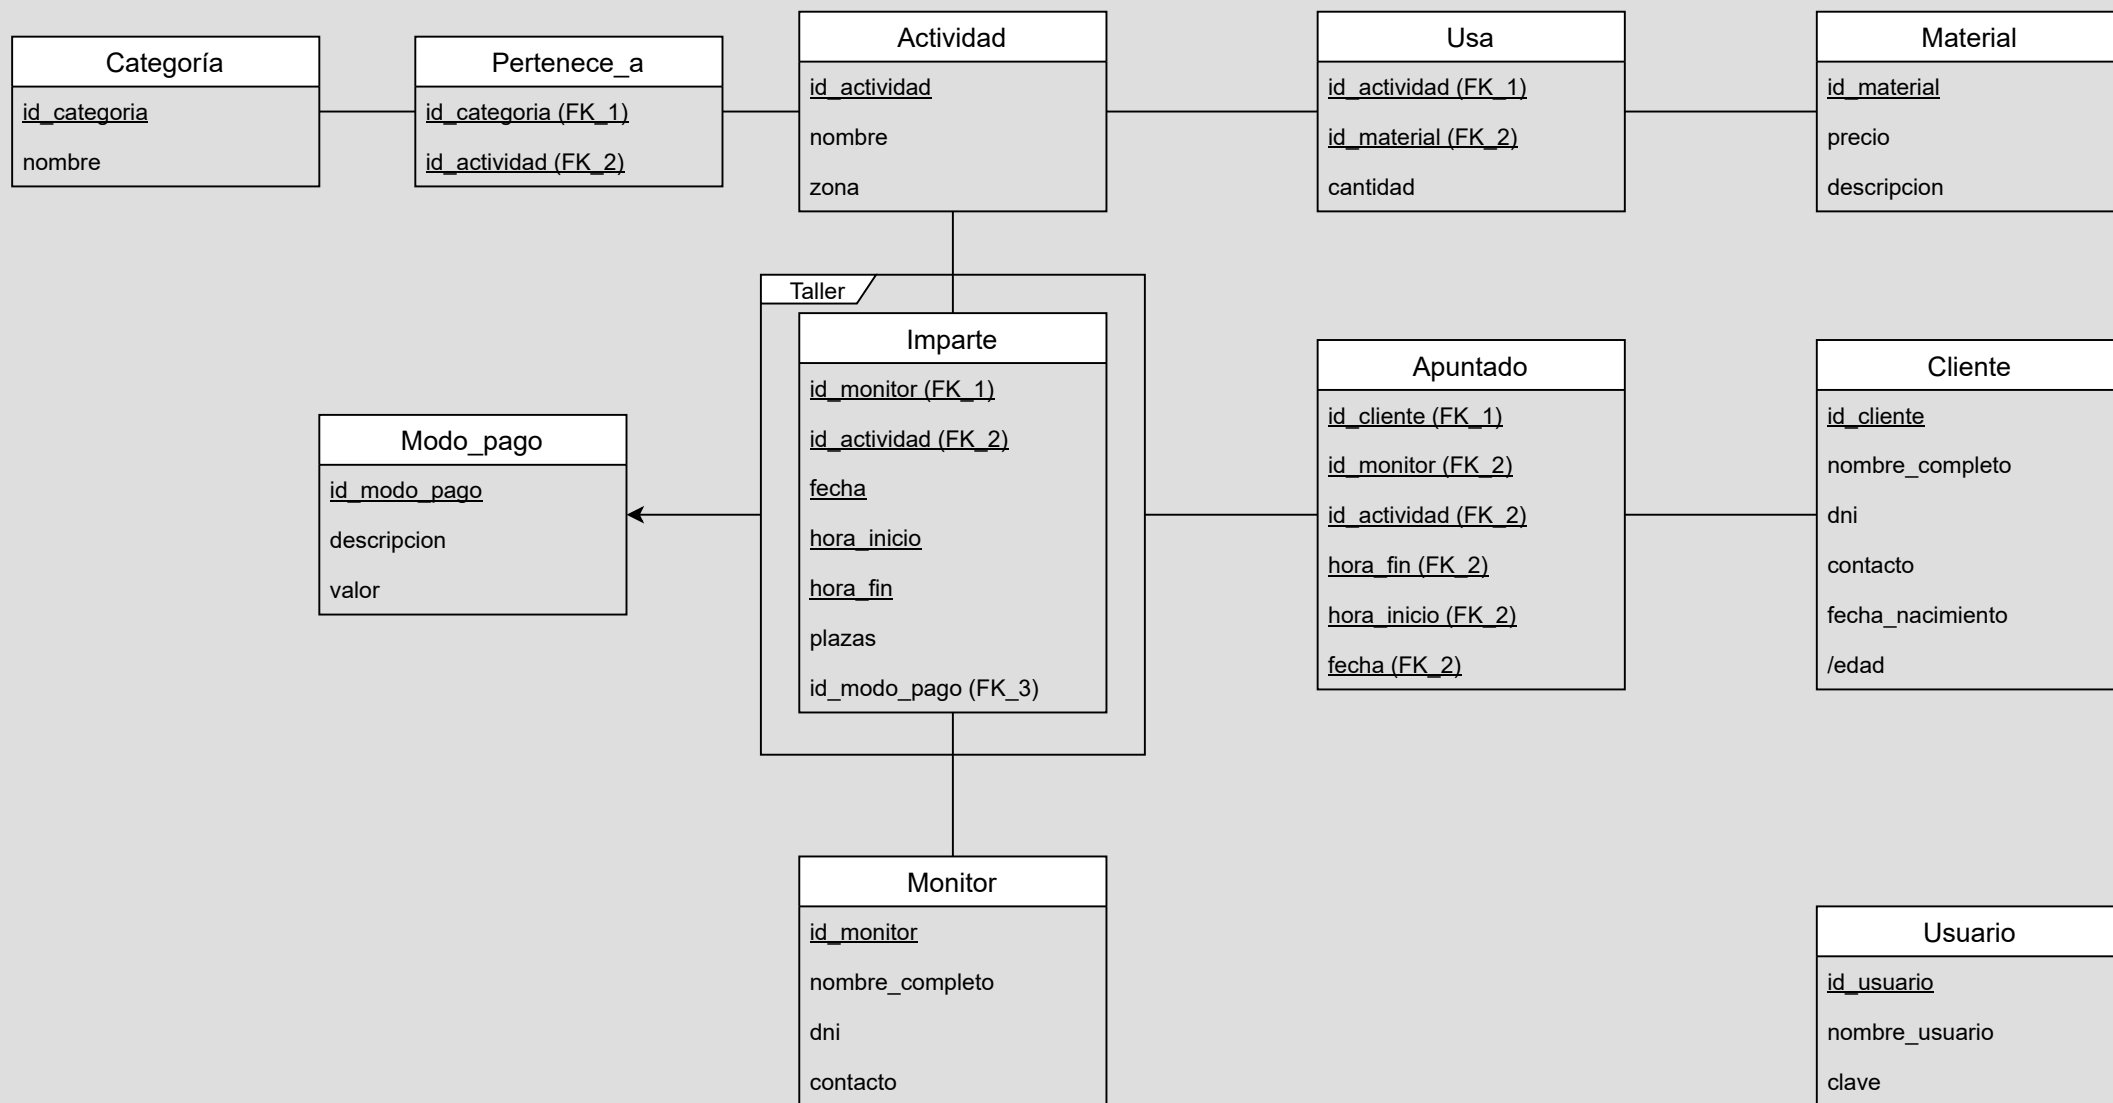 Categoría
id_categoria
nombre
Pertenece_a
id_categoria (FK_1)
id_actividad (FK_2)
Actividad
id_actividad
nombre
zona
Usa
id_actividad (FK_1)
id_material (FK_2)
cantidad
Material
id_material
precio
descripcion
Taller
Imparte
id_monitor (FK_1)
id_actividad (FK_2)
fecha
hora_inicio
hora_fin
plazas
id_modo_pago (FK_3)
Modo_pago
id_modo_pago
descripcion
valor
Apuntado
id_cliente (FK_1)
id_monitor (FK_2)
id_actividad (FK_2)
hora_fin (FK_2)
hora_inicio (FK_2)
fecha (FK_2)
Cliente
id_cliente
nombre_completo
dni
contacto
fecha_nacimiento
/edad
Monitor
id_monitor
nombre_completo
dni
contacto
Usuario
id_usuario
nombre_usuario
clave